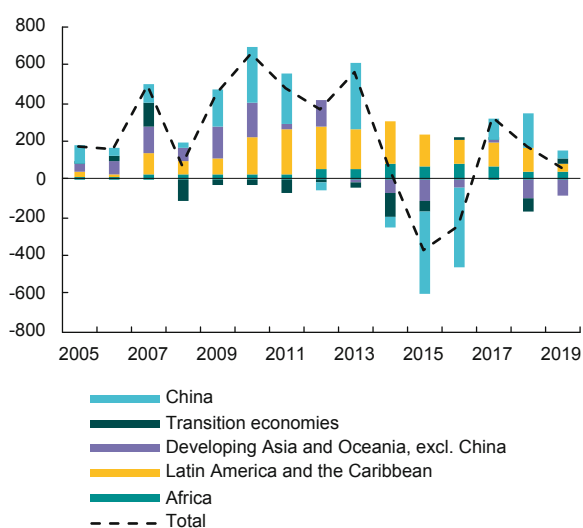 800
600
400
200
0
-200
-400
-600
-800
2005 2007 2009 2011 2013 2015 2017 2019
China
Transition economies
Developing Asia and Oceania, excl. China
Latin America and the Caribbean
Africa
Total